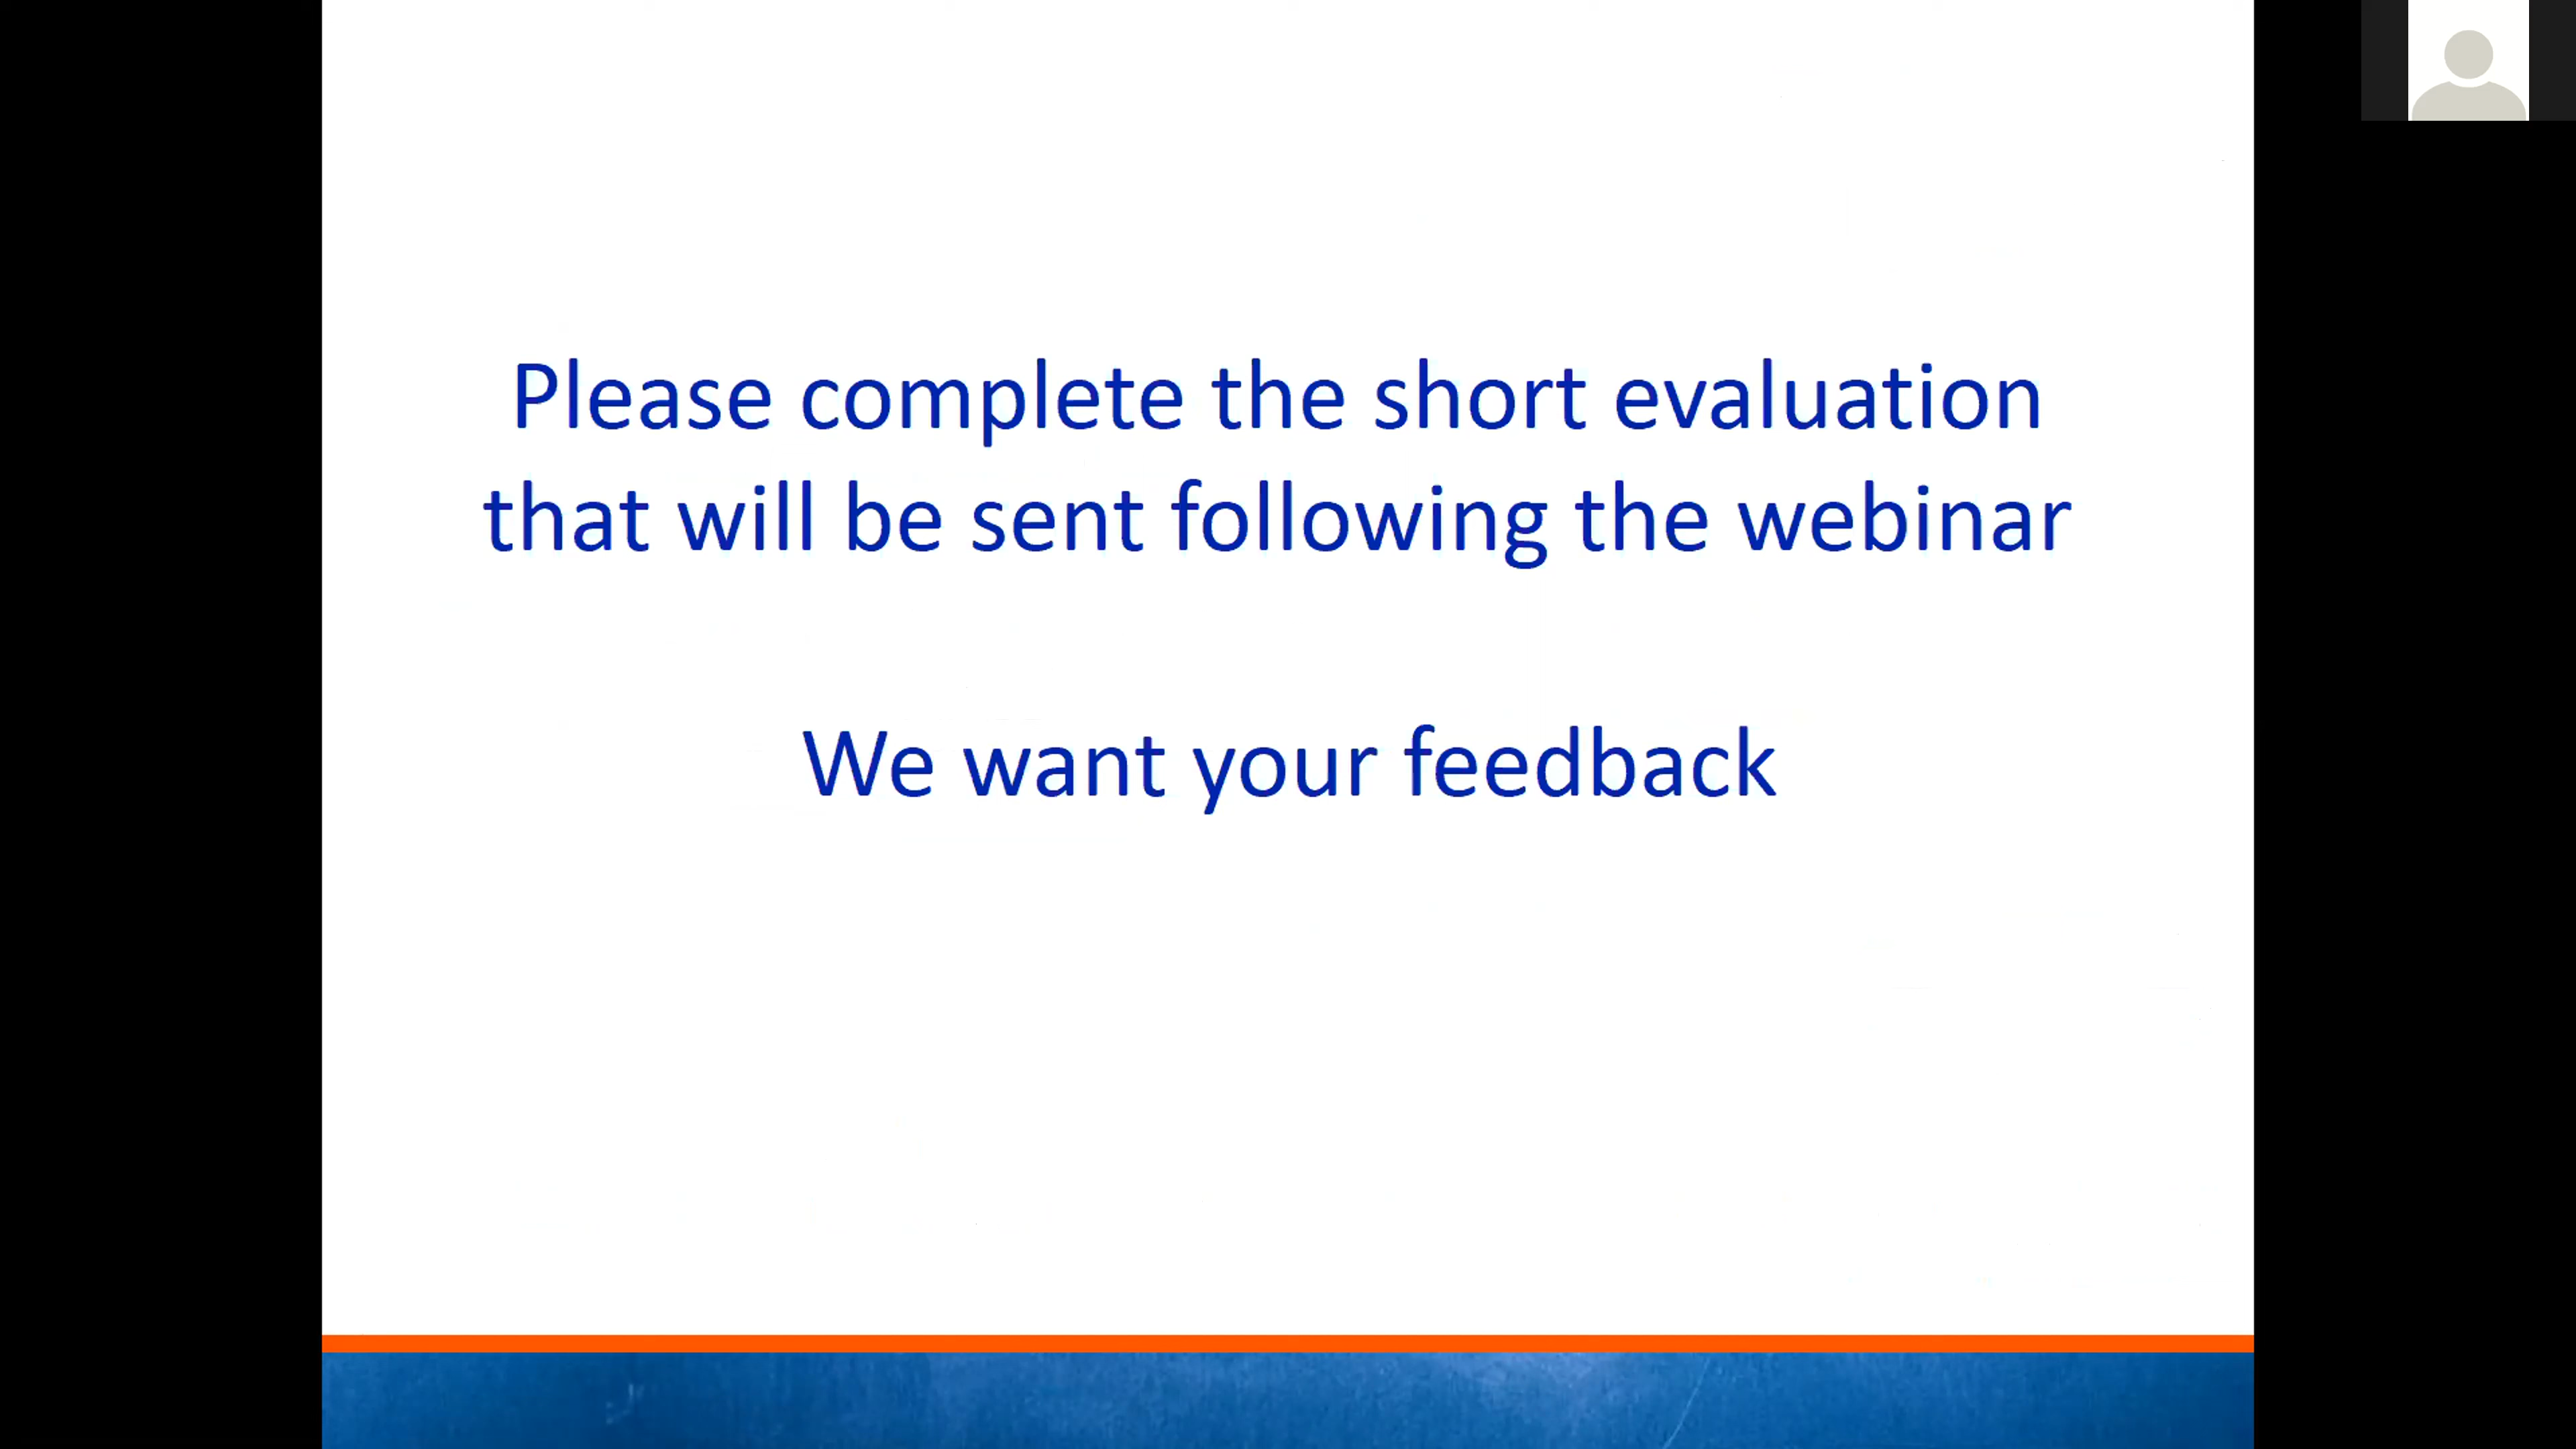 Please complete the short evaluation
that will be sent following the webinar
We want your feedback